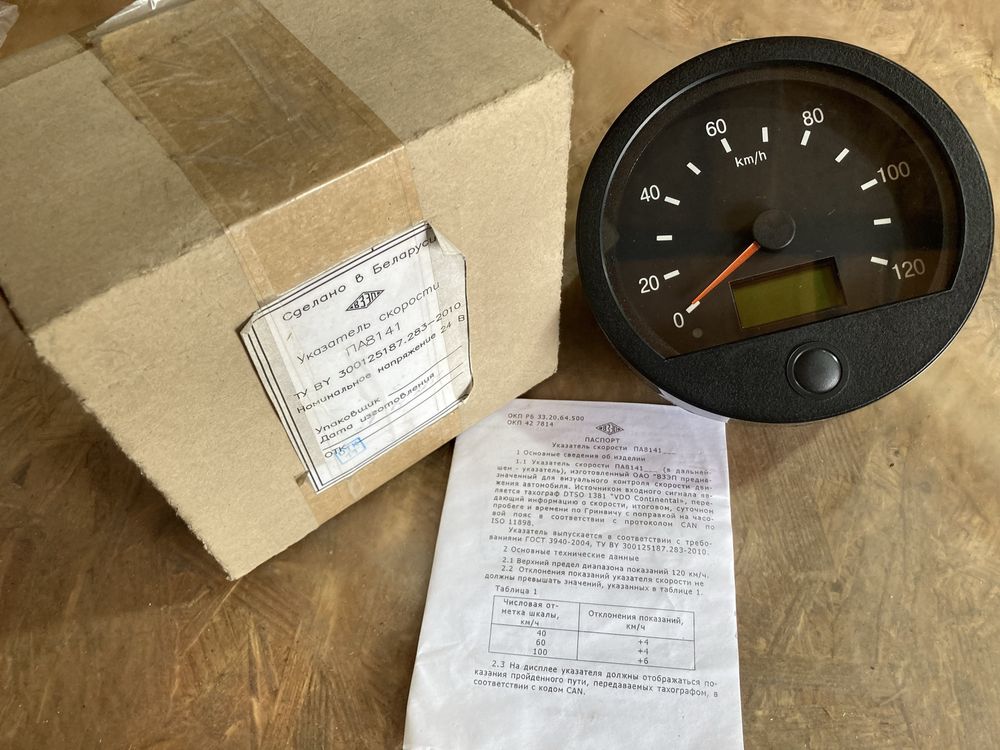 Сделано в Беларуси
ВЗЭП
Указатель скорости
ПА8141
ТУ BY 300125187.283-2010
Номинальное напряжение 24 В
Упаковщик
Дата изготовления
ОТК
0
20
40
60
80
100
120
km/h
ОКП РБ 33.20.64.500
ОКП 42 7814
ВЗЭП
ПАСПОРТ
Указатель скорости ПА8141___
1 Основные сведения об изделии
1.1 Указатель скорости ПА8141___ (в дальней-
шем - указатель), изготовленный ОАО "ВЗЭП предна-
значенный для визуального контроля скорости дви-
жения автомобиля. Источником входного сигнала яв-
ляется тахограф DTSO 1381 "VDO Continental», пере-
дающий информацию о скорости, итоговом, суточном
пробеге и времени по Гринвичу с поправкой на часо-
вой пояс в соответствии с протоколом CAN по
ISO 11898.
Указатель выпускается в соответствии с требо-
ваниями ГОСТ 3940-2004, ТУ BY 300125187.283-2010.
2 Основные технические данные
2.1 Верхний предел диапазона показаний 120 км/ч.
2.2 Отклонения показаний указателя скорости не
должны превышать значений, указанных в таблице 1.
Таблица 1
Числовая от-
метка шкалы,
км/ч
Отклонения показаний,
км/ч
40 +4
60 +4
100 +6
2.3 На дисплее указателя должны отображаться по-
казания пройденного пути, передаваемых тахографом, в
соответствии с кодом CAN.